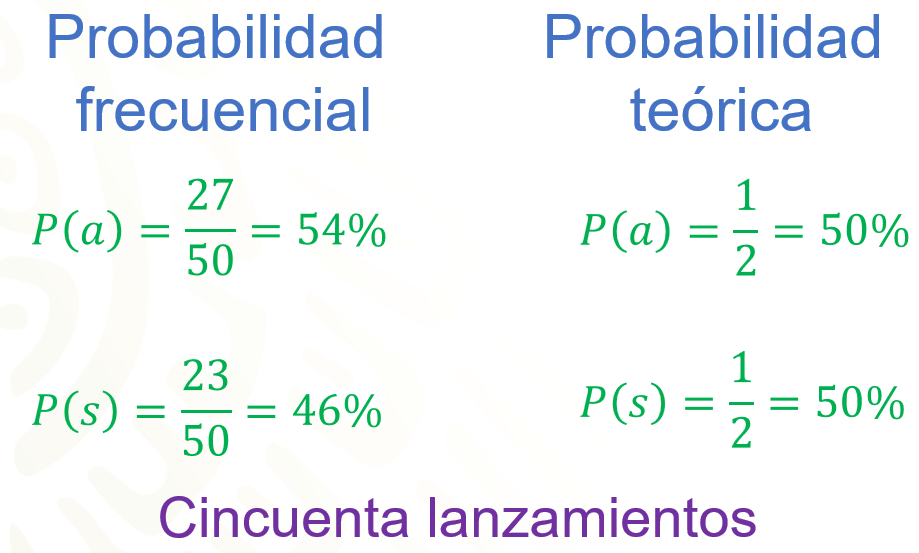 Probabilidad
frecuencial
P(a) = 27/50 = 54%
P(s) = 23/50 = 46%
Probabilidad
teórica
P(a) = 1/2 = 50%
P(s) = 1/2 = 50%
Cincuenta lanzamientos